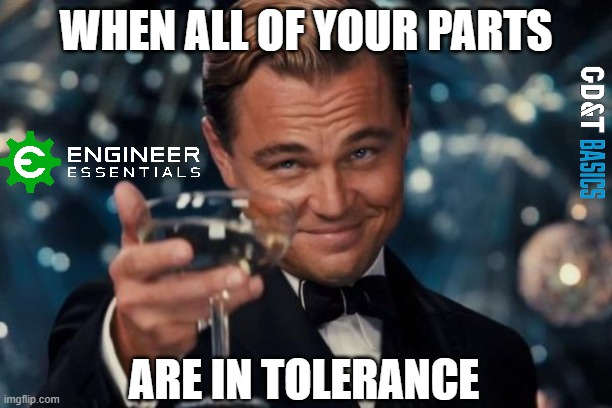 WHEN ALL OF YOUR PARTS
GD&T BASICS
ENGINEER
ESSENTIALS
ARE IN TOLERANCE
imgflip.com